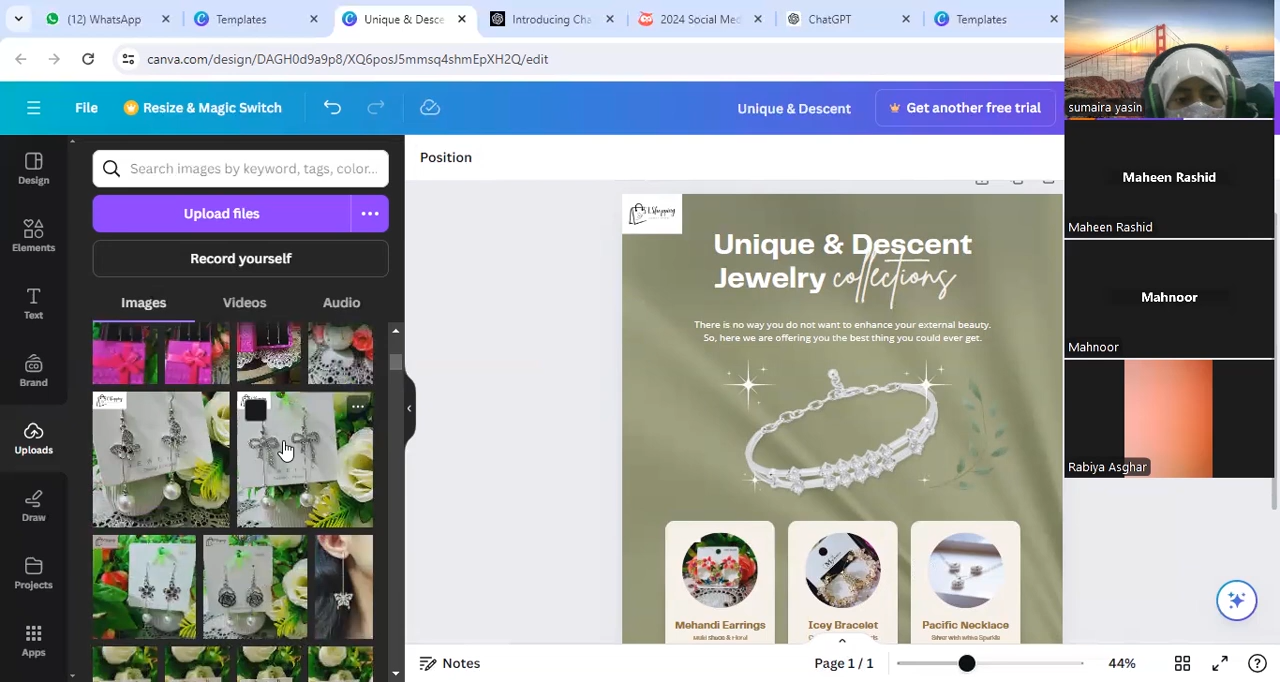 (12) WhatsApp
Templates
Unique & Desce
Introducing Cha
2024 Social Med
ChatGPT
Templates
canva.com/design/DAGH0d9a9p8/XQ6posJ5mmsq4shmEpXH2Q/edit
File
Resize & Magic Switch
Unique & Descent
Get another free trial
sumaira yasin
Design
Elements
Text
Brand
Uploads
Draw
Projects
Apps
Search images by keyword, tags, color...
Upload files
Record yourself
Images
Videos
Audio
Position
Unique & Descent
Jewelry collections
There is no way you do not want to enhance your external beauty.
So, here we are offering you the best thing you could ever get.
Mehandi Earrings
Icey Bracelet
Pacific Necklace
Maheen Rashid
Maheen Rashid
Mahnoor
Mahnoor
Rabiya Asghar
Notes
Page 1 / 1
44%